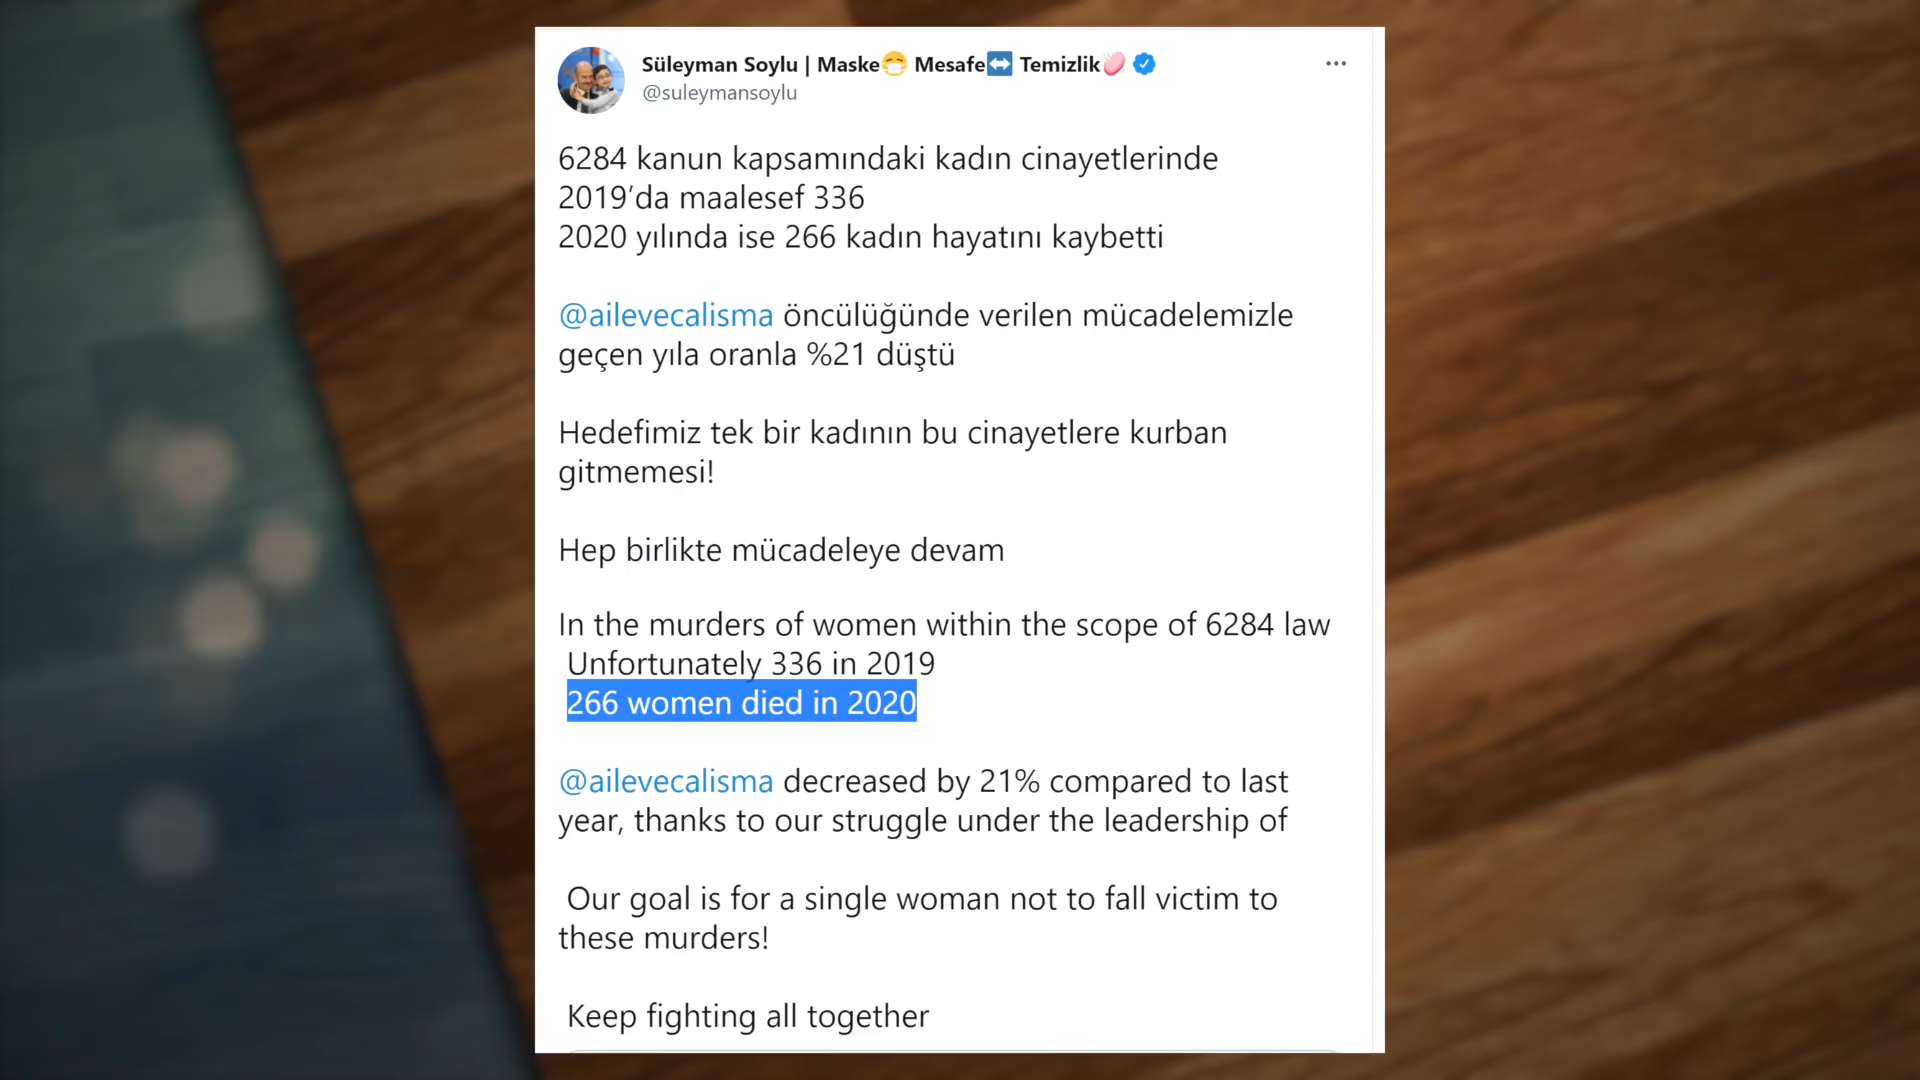 Süleyman Soylu | Maske😷 Mesafe↔️ Temizlik🧼
@suleymansoylu
6284 kanun kapsamındaki kadın cinayetlerinde
2019’da maalesef 336
2020 yılında ise 266 kadın hayatını kaybetti
@ailevecalisma öncülüğünde verilen mücadelemizle
geçen yıla oranla %21 düştü
Hedefimiz tek bir kadının bu cinayetlere kurban
gitmemesi!
Hep birlikte mücadeleye devam
In the murders of women within the scope of 6284 law
Unfortunately 336 in 2019
266 women died in 2020
@ailevecalisma decreased by 21% compared to last
year, thanks to our struggle under the leadership of
Our goal is for a single woman not to fall victim to
these murders!
Keep fighting all together